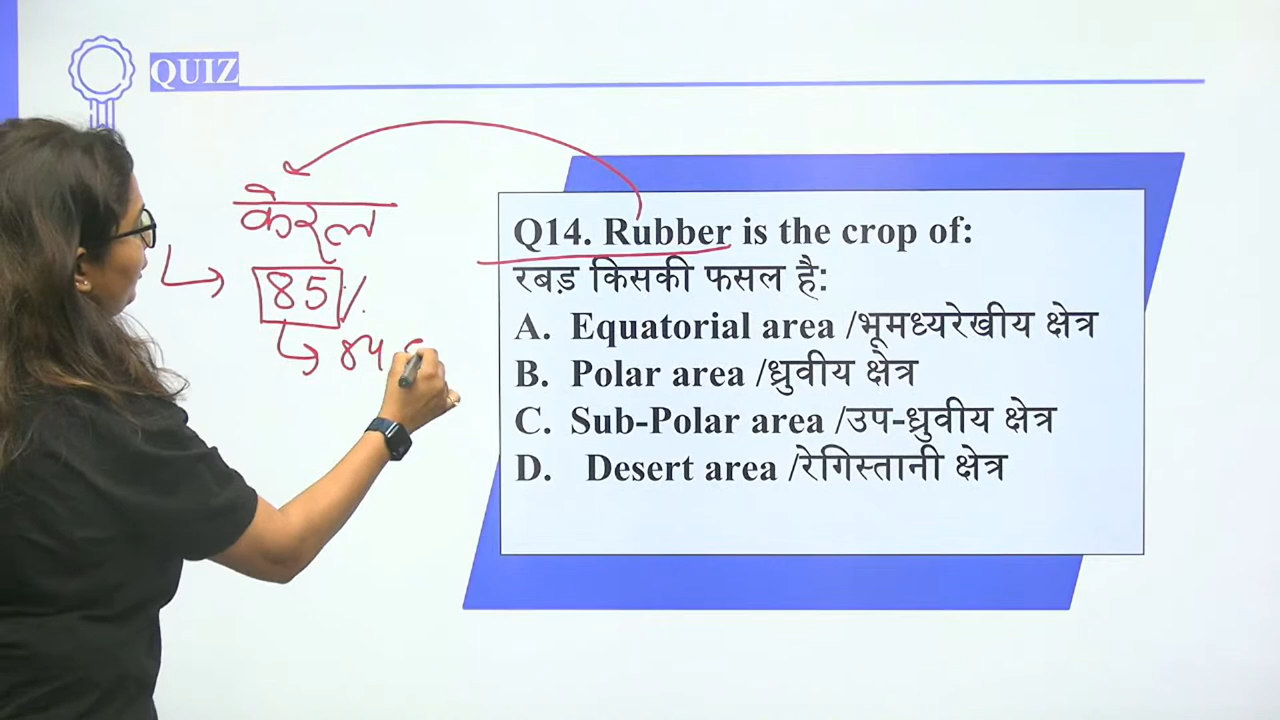 QUIZ
केरल
85%
84
Q14. Rubber is the crop of:
रबड़ किसकी फसल है:
A. Equatorial area /भूमध्यरेखीय क्षेत्र
B. Polar area /ध्रुवीय क्षेत्र
C. Sub-Polar area /उप-ध्रुवीय क्षेत्र
D. Desert area /रेगिस्तानी क्षेत्र